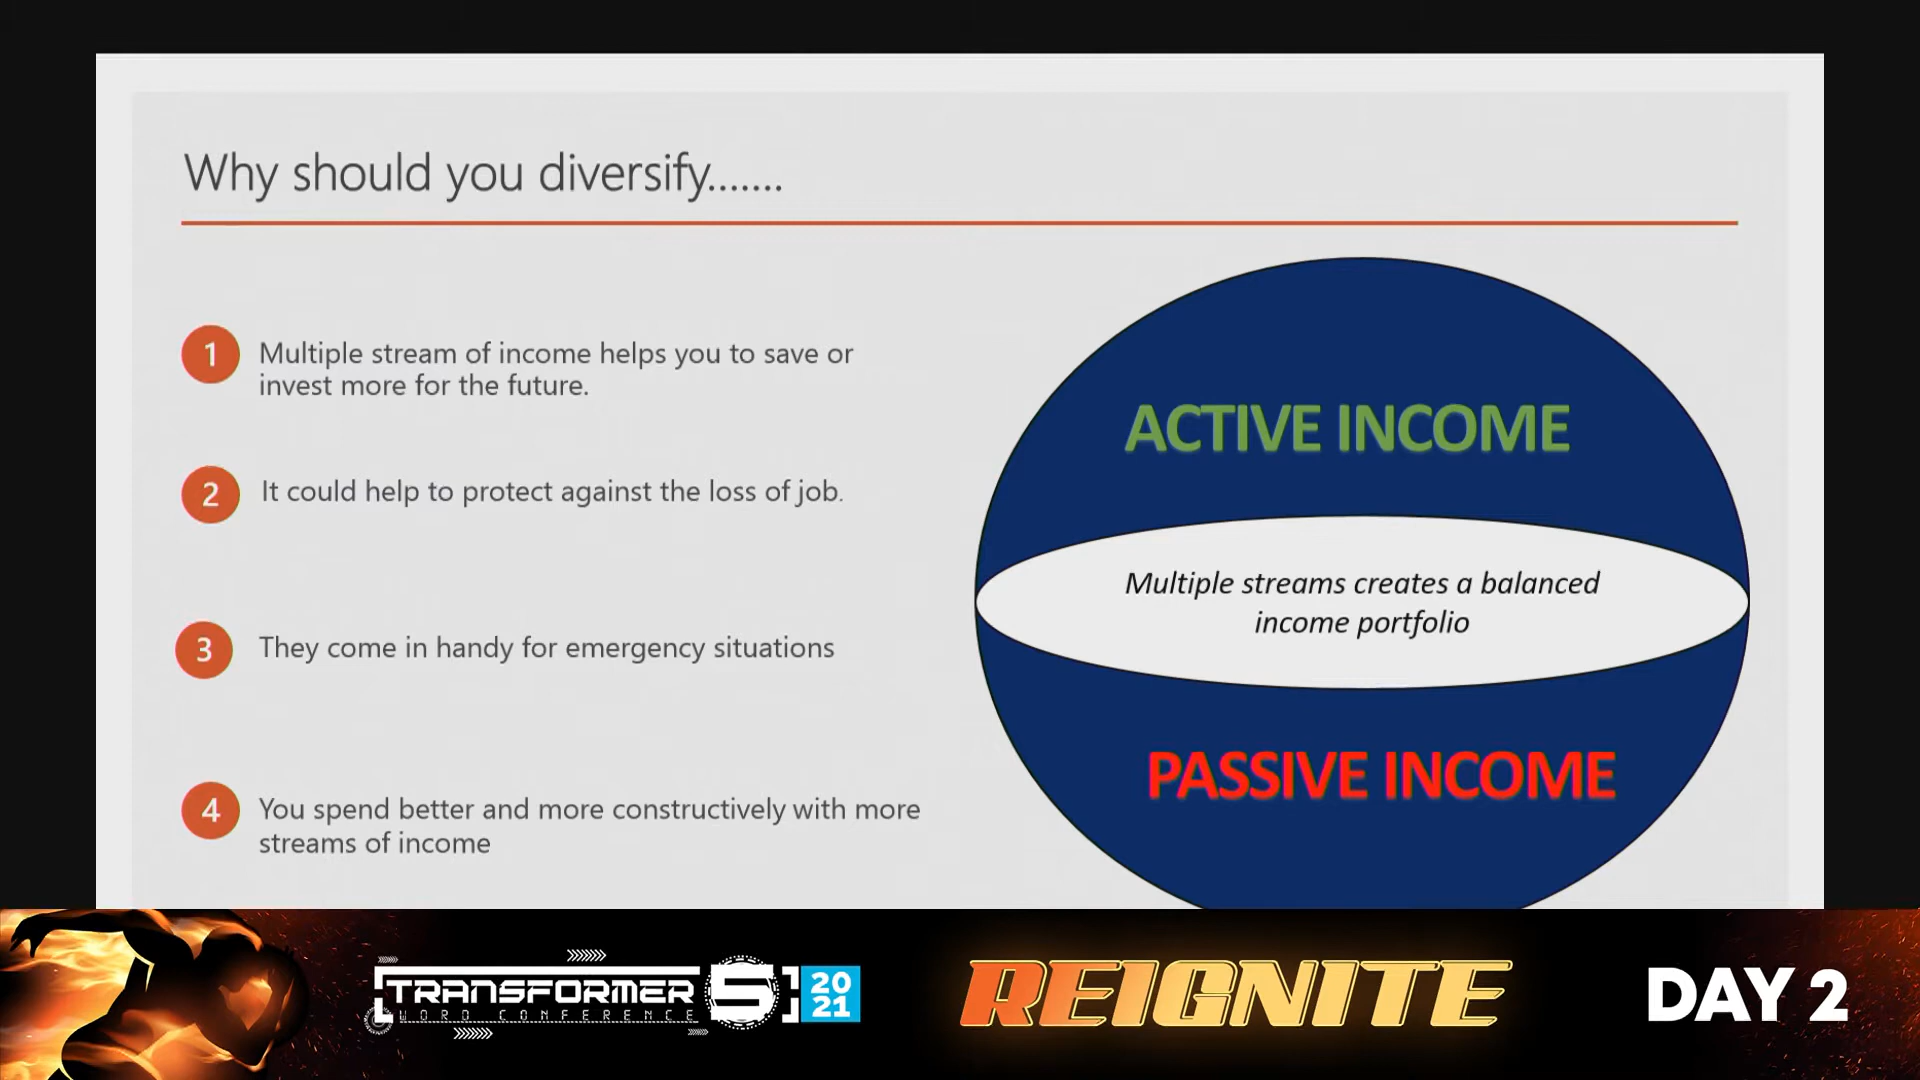 Why should you diversify.......
1
Multiple stream of income helps you to save or
invest more for the future.
2
It could help to protect against the loss of job.
3
They come in handy for emergency situations
4
You spend better and more constructively with more
streams of income
ACTIVE INCOME
Multiple streams creates a balanced
income portfolio
PASSIVE INCOME
TRANSFORMER 5
WORD CONFERENCE
20
21
REIGNITE
DAY 2